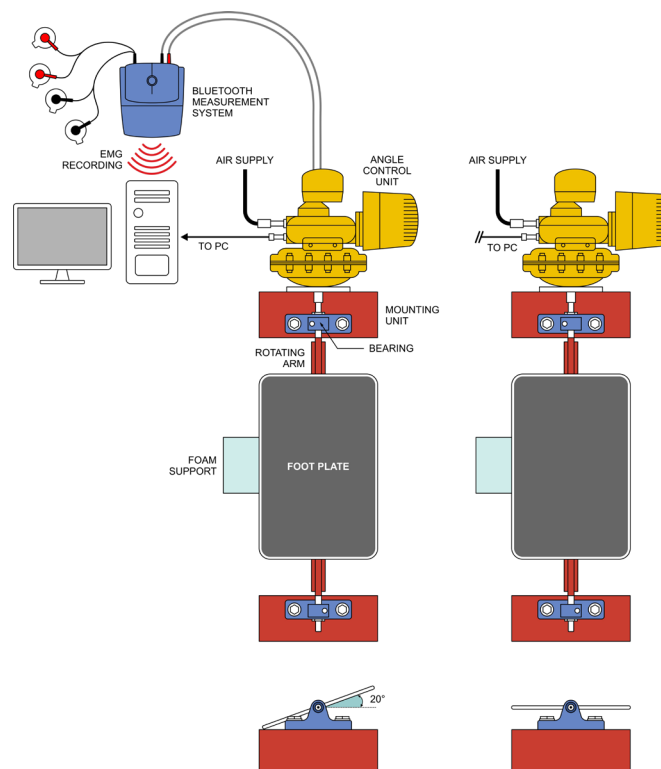 BLUETOOTH
MEASUREMENT
SYSTEM
EMG
RECORDING
AIR SUPPLY
ANGLE
CONTROL
UNIT
AIR SUPPLY
TO PC
TO PC
MOUNTING
UNIT
BEARING
ROTATING
ARM
FOAM
SUPPORT
FOOT PLATE
20°